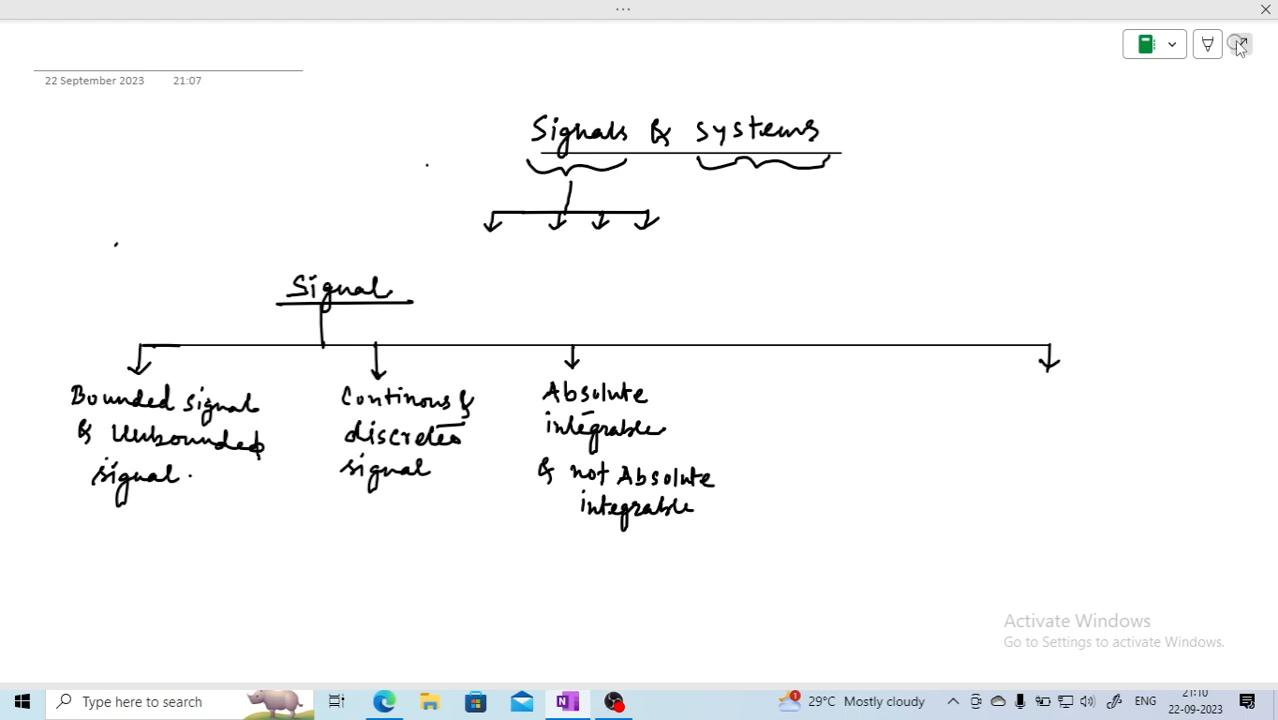 22 September 2023 21:07
Signals & systems
Signal
Bounded signal
& Unbounded
signal.
Continous &
discretes
signal
Absolute
integrable
& not Absolute
integrable
Activate Windows
Go to Settings to activate Windows.
Type here to search
1
29°C Mostly cloudy
ENG
1:10
22-09-2023